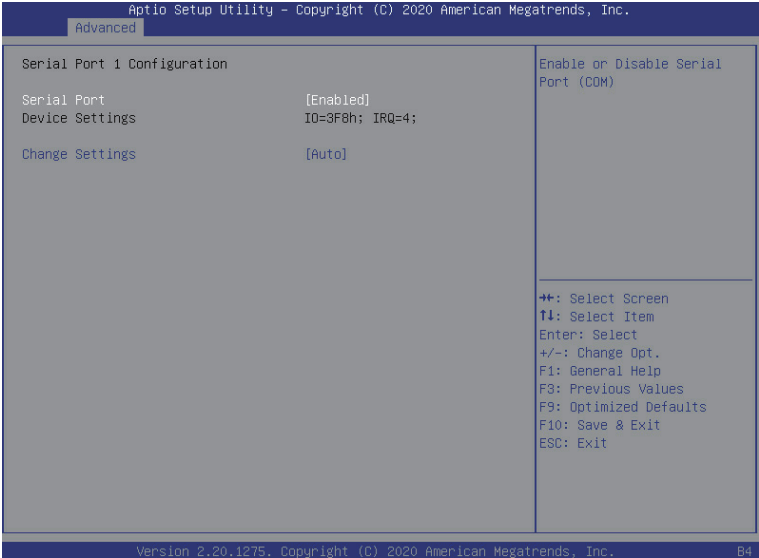 Aptio Setup Utility – Copyright (C) 2020 American Megatrends, Inc.
Advanced
Serial Port 1 Configuration
Serial Port [Enabled]
Device Settings IO=3F8h; IRQ=4;
Change Settings [Auto]
Enable or Disable Serial
Port (COM)
→←: Select Screen
↑↓: Select Item
Enter: Select
+/-: Change Opt.
F1: General Help
F3: Previous Values
F9: Optimized Defaults
F10: Save & Exit
ESC: Exit
Version 2.20.1275. Copyright (C) 2020 American Megatrends, Inc.
B4